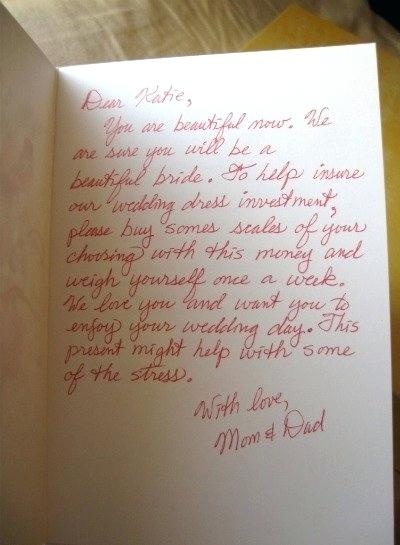 Dear Katie,
You are beautiful now. We
are sure you will be a
beautiful bride. To help insure
our wedding dress investment,
please buy somes scales of your
choosing with this money and
weigh yourself once a week.
We love you and want you to
enjoy your wedding day. This
present might help with some
of the stress.
With love,
Mom & Dad